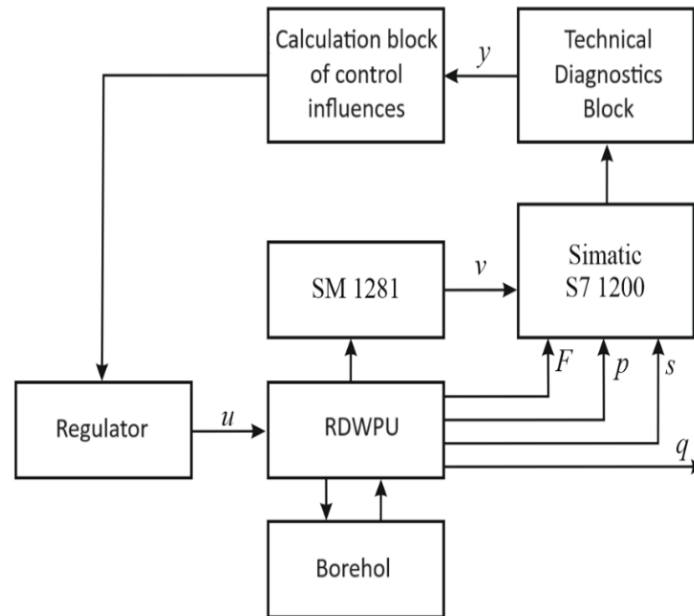 Calculation block
of control
influences
y
Technical
Diagnostics
Block
SM 1281
v
Simatic
S7 1200
F
p
s
Regulator
u
RDWPU
q
Borehol